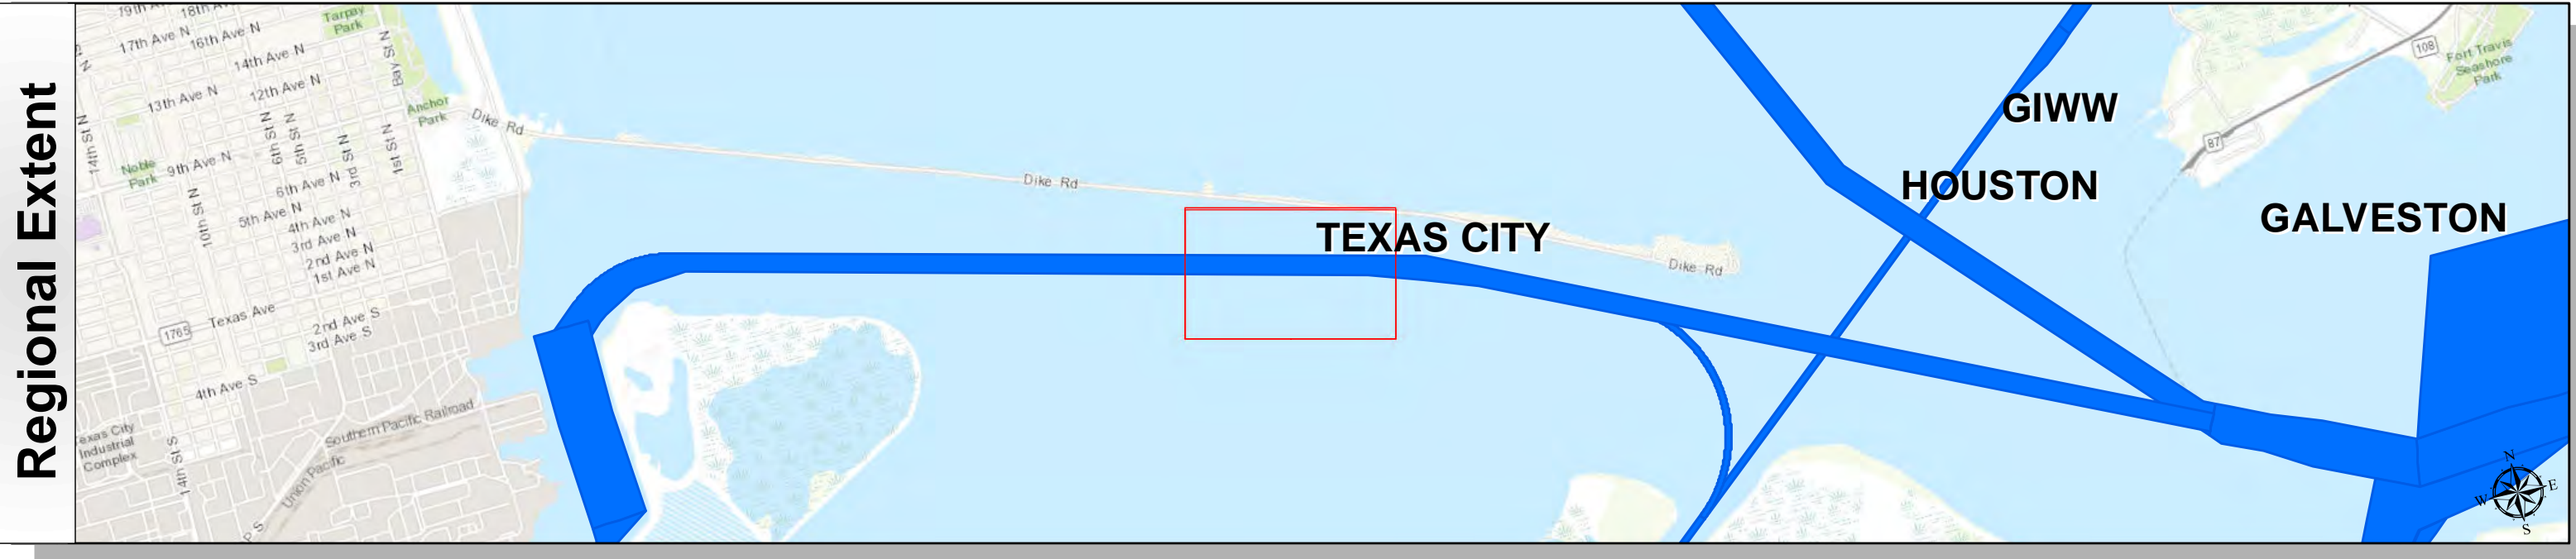 Regional Extent
19th Ave
18th Ave
17th Ave N
16th Ave N
14th Ave N
13th Ave N
12th Ave N
Tarpay
Park
Bay St N
Anchor
Park
Dike Rd
14th St N
Noble
Park
9th Ave N
6th St N
5th St N
3rd St N
1st St N
10th St N
6th Ave N
5th Ave N
4th Ave N
3rd Ave N
2nd Ave N
1st Ave N
1765
Texas Ave
2nd Ave S
3rd Ave S
4th Ave S
Southern Pacific Railroad
Union Pacific
exas City
Industrial
Complex
14th St S
P S
Dike Rd
TEXAS CITY
Dike Rd
GIWW
HOUSTON
GALVESTON
108
87
Fort Travis
Seashore
Park
N
W
E
S